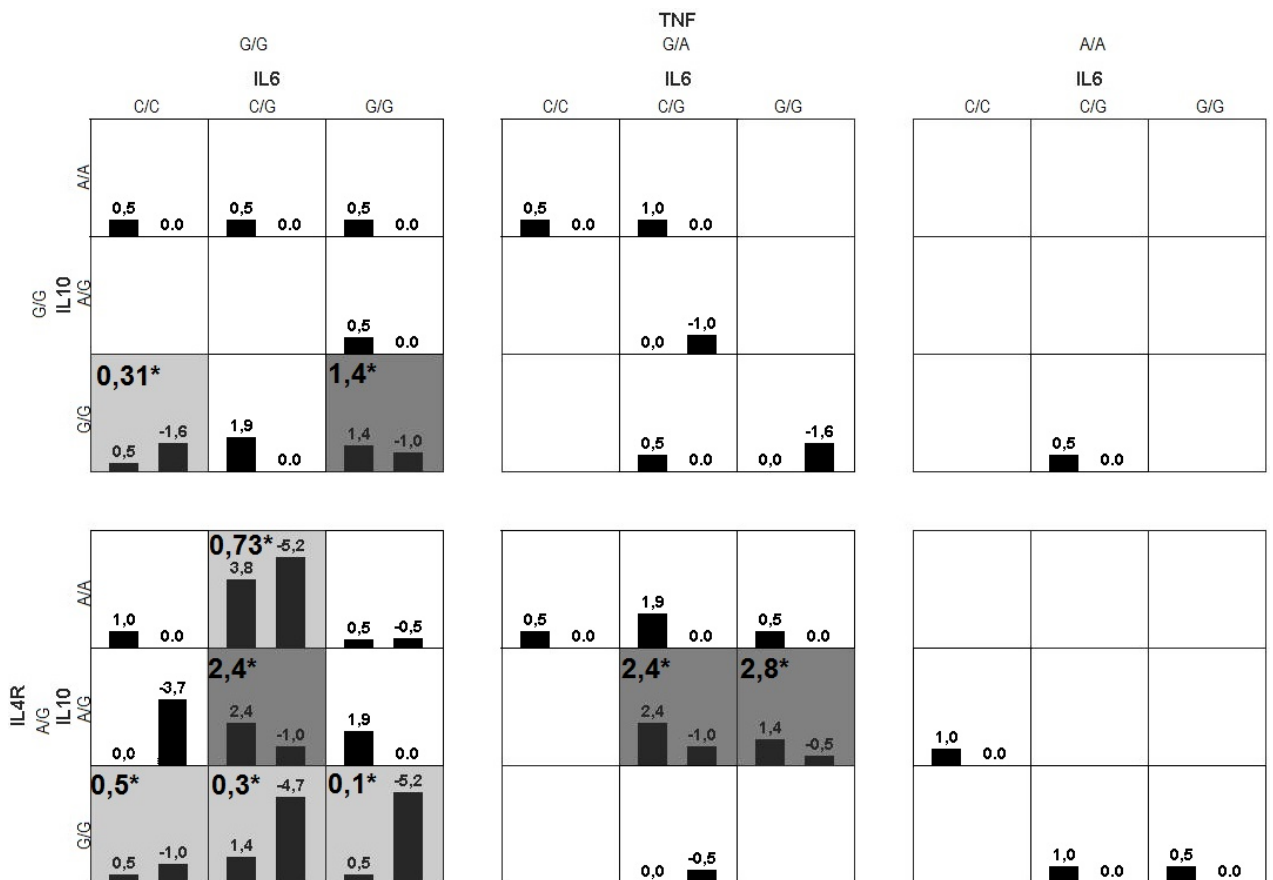 TNF
G/G G/A A/A
IL6 IL6 IL6
C/C C/G G/G C/C C/G G/G C/C C/G G/G
A/A
0,5 0.0 0,5 0.0 0,5 0.0 0,5 0.0 1,0 0.0
G/G
IL10
A/G
0,5 0.0 0,0 -1,0
G/G
0,31* 1,4*
0,5 -1,6 1,9 0.0 1,4 -1,0 0,5 0.0 0,0 -1,6 0,5 0.0
A/A
0,73*
1,0 0.0 3,8 -5,2 0,5 -0,5 0,5 0.0 1,9 0.0 0,5 0.0
IL4R
A/G
IL10
A/G
2,4* 2,4* 2,8*
0,0 -3,7 2,4 -1,0 1,9 0.0 2,4 -1,0 1,4 -0,5 1,0 0.0
G/G
0,5* 0,3* 0,1*
0,5 -1,0 1,4 -4,7 0,5 -5,2 0,0 -0,5 1,0 0.0 0,5 0.0